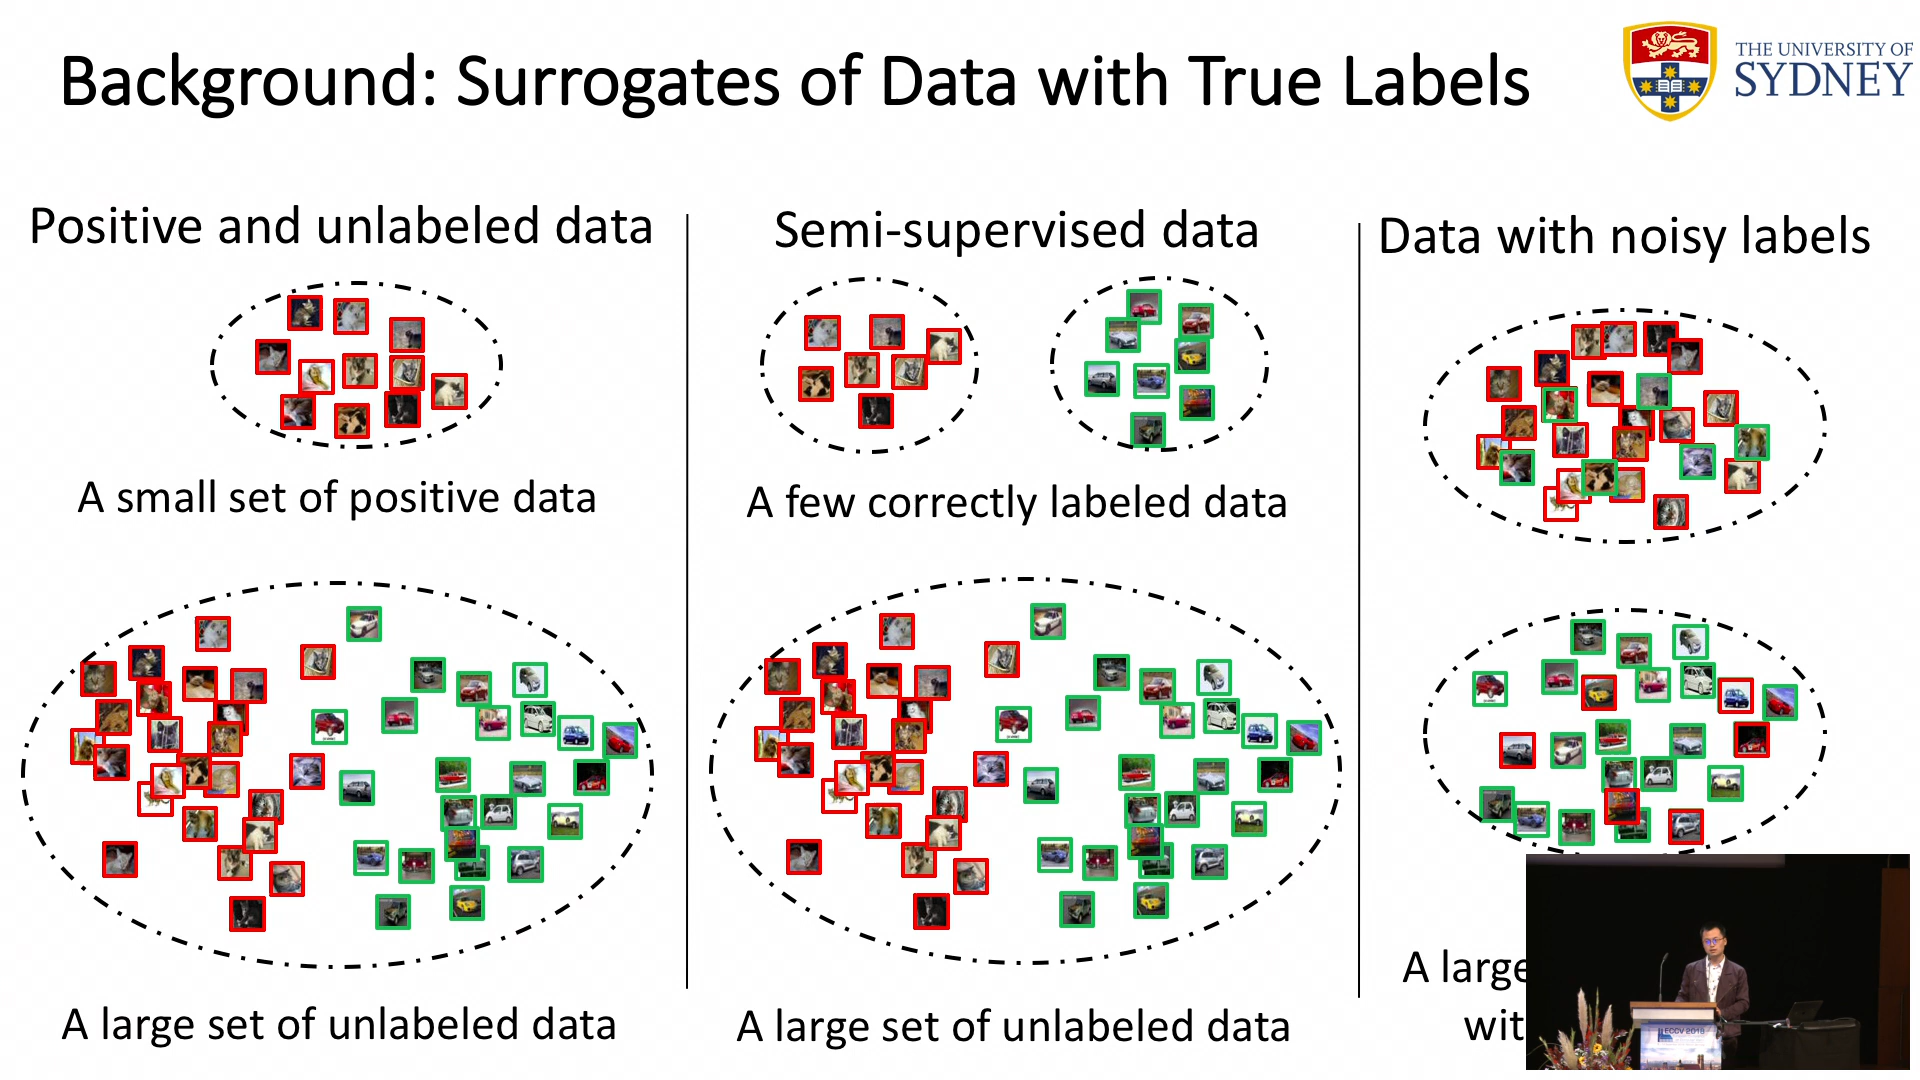 Background: Surrogates of Data with True Labels
THE UNIVERSITY OF
SYDNEY
Positive and unlabeled data
Semi-supervised data
Data with noisy labels
A small set of positive data
A few correctly labeled data
A large set of unlabeled data
A large set of unlabeled data
A large
ECCV 2018